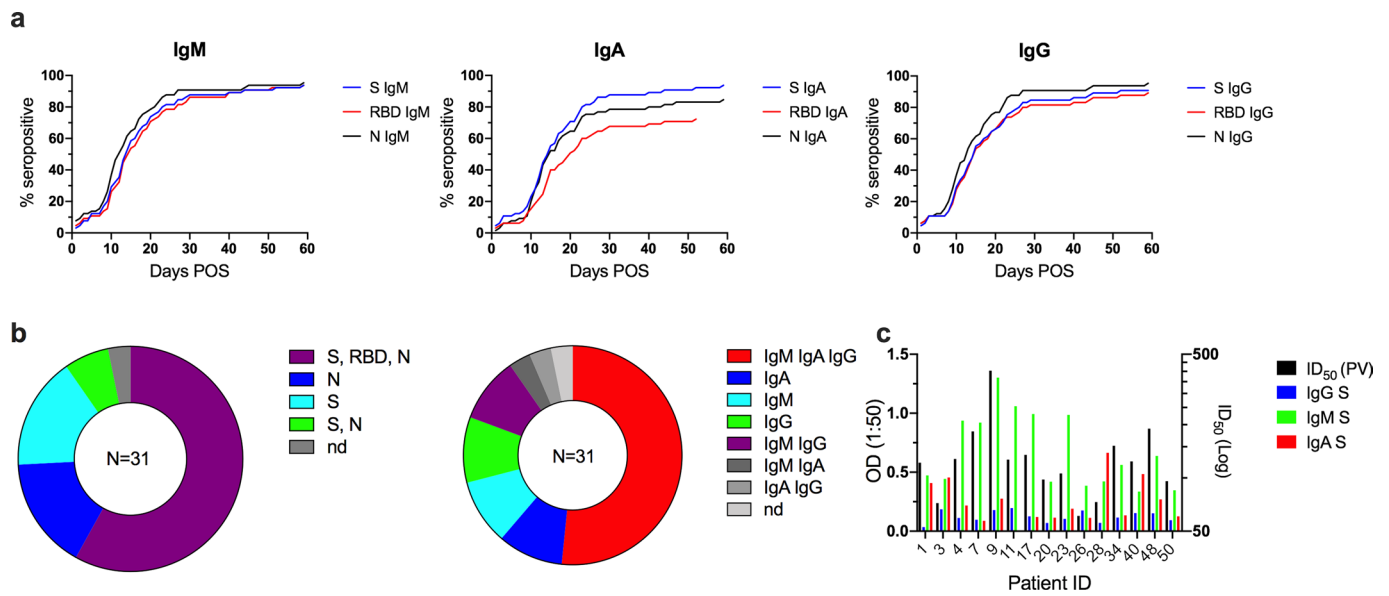 a
IgM
% seropositive
100
80
60
40
20
0
0 10 20 30 40 50 60
Days POS
S IgM
RBD IgM
N IgM
IgA
% seropositive
100
80
60
40
20
0
0 10 20 30 40 50 60
Days POS
S IgA
RBD IgA
N IgA
IgG
% seropositive
100
80
60
40
20
0
0 10 20 30 40 50 60
Days POS
S IgG
RBD IgG
N IgG
b
N=31
S, RBD, N
N
S
S, N
nd
N=31
IgM IgA IgG
IgA
IgM
IgG
IgM IgG
IgM IgA
IgA IgG
nd
c
OD (1:50)
1.5
1.0
0.5
0.0
1 3 4 7 9 11 17 20 23 26 28 34 40 48 50
Patient ID
500
50
ID50 (Log)
ID50 (PV)
IgG S
IgM S
IgA S